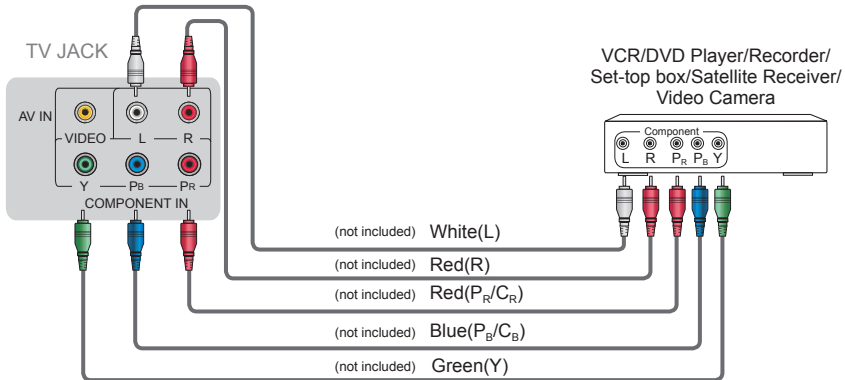 TV JACK
VCR/DVD Player/Recorder/
Set-top box/Satellite Receiver/
Video Camera
AV IN
VIDEO L R
Y PB PR
COMPONENT IN
Component
L R PR PB Y
(not included) White(L)
(not included) Red(R)
(not included) Red(PR/CR)
(not included) Blue(PB/CB)
(not included) Green(Y)